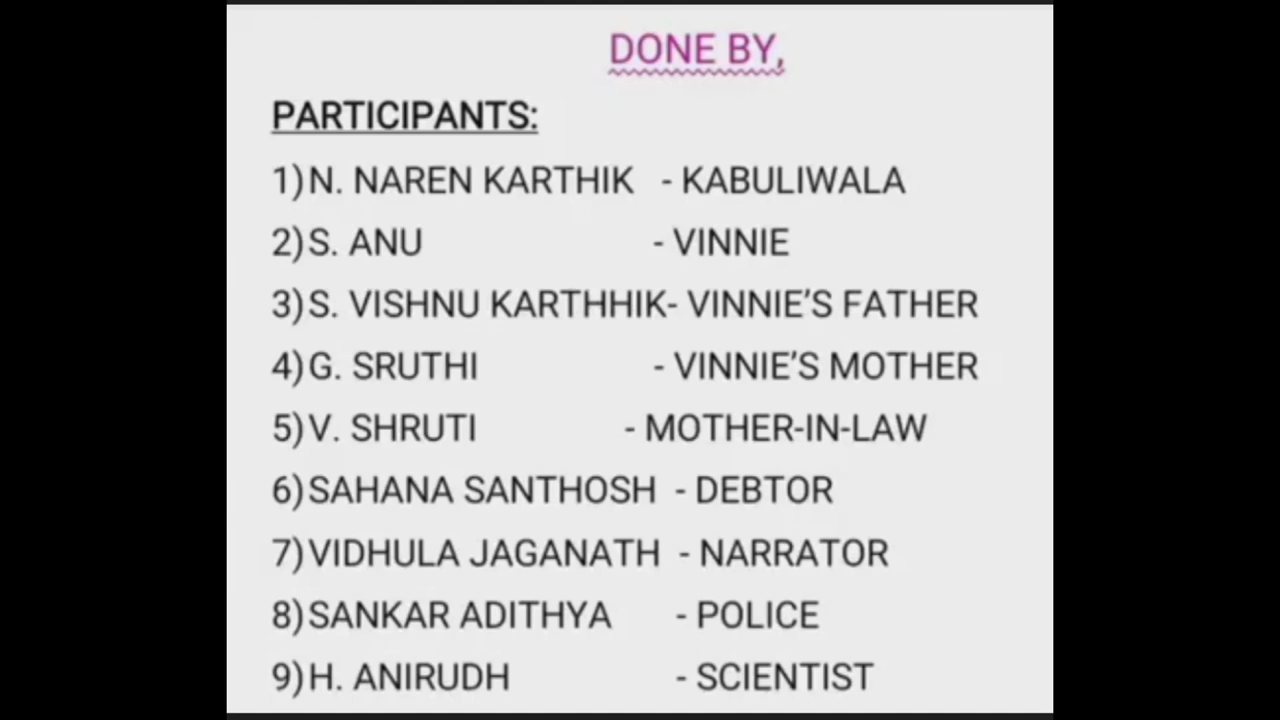 DONE BY,
PARTICIPANTS:
1)N. NAREN KARTHIK - KABULIWALA
2)S. ANU - VINNIE
3)S. VISHNU KARTHHIK- VINNIE’S FATHER
4)G. SRUTHI - VINNIE’S MOTHER
5)V. SHRUTI - MOTHER-IN-LAW
6)SAHANA SANTHOSH - DEBTOR
7)VIDHULA JAGANATH - NARRATOR
8)SANKAR ADITHYA - POLICE
9)H. ANIRUDH - SCIENTIST